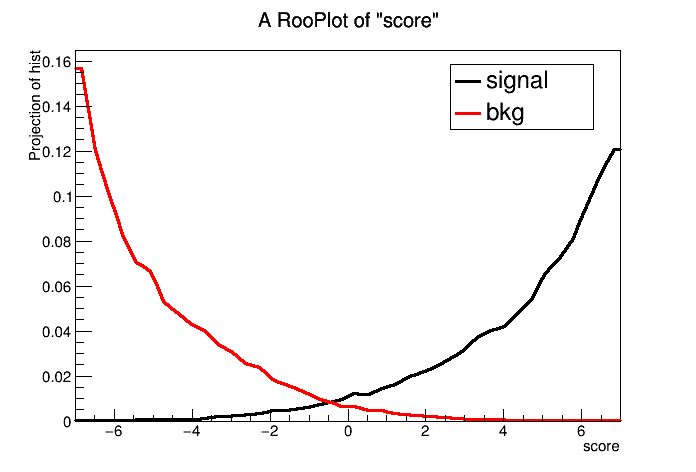 A RooPlot of "score"
Projection of hist
0.16
0.14
0.12
0.1
0.08
0.06
0.04
0.02
0
signal
bkg
−6 −4 −2 0 2 4 6
score